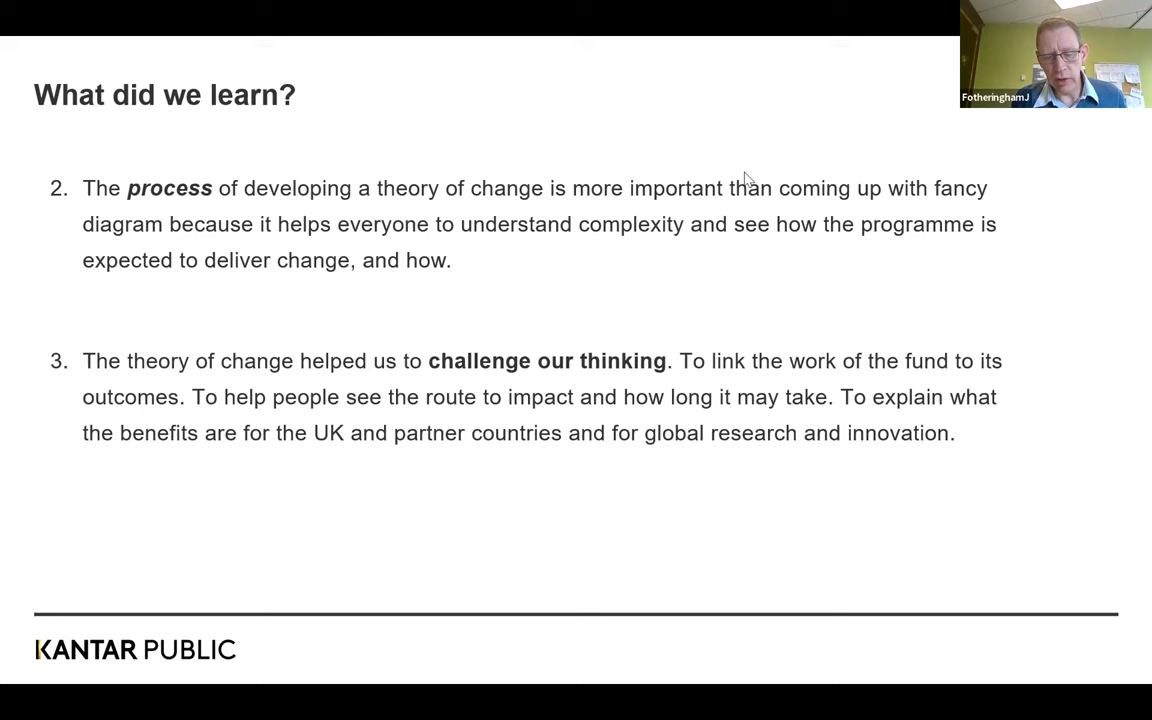 What did we learn?
FotheringhamJ
2. The process of developing a theory of change is more important than coming up with fancy
diagram because it helps everyone to understand complexity and see how the programme is
expected to deliver change, and how.
3. The theory of change helped us to challenge our thinking. To link the work of the fund to its
outcomes. To help people see the route to impact and how long it may take. To explain what
the benefits are for the UK and partner countries and for global research and innovation.
KANTAR PUBLIC